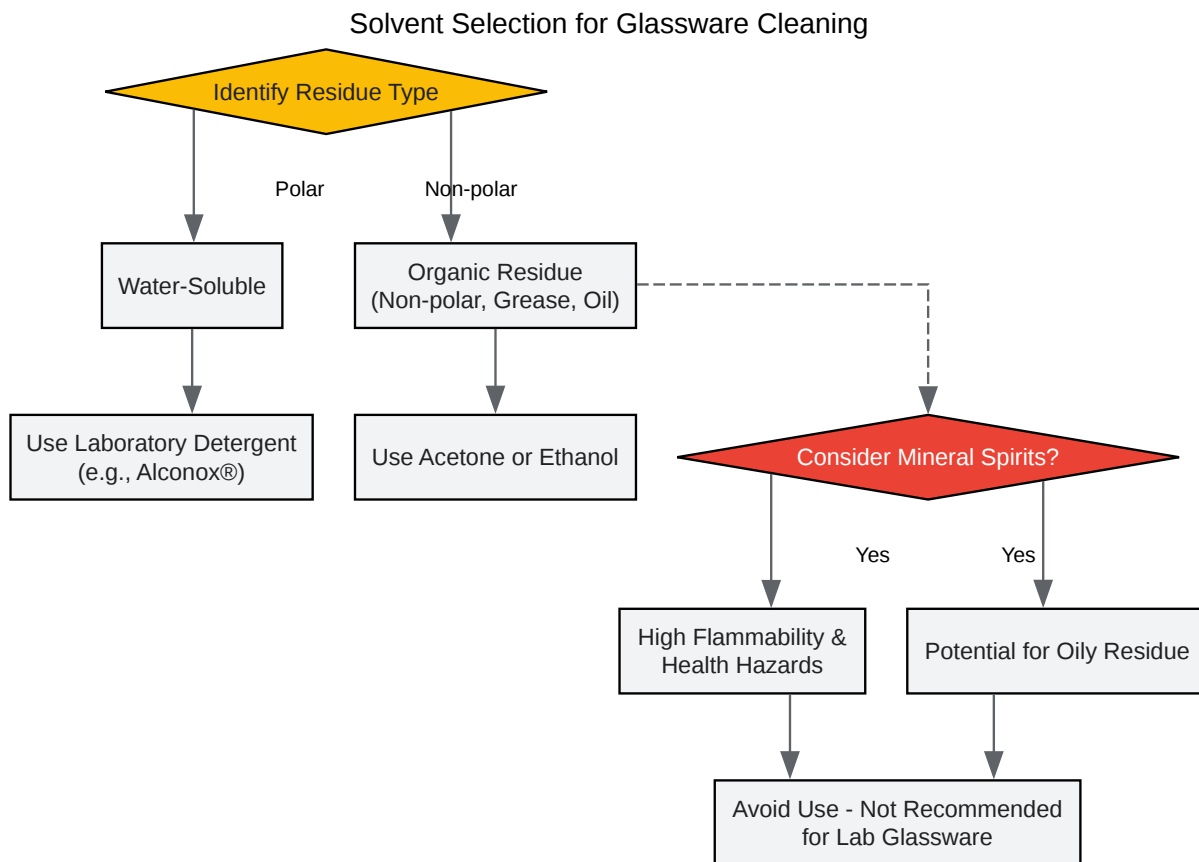 Solvent Selection for Glassware Cleaning
Identify Residue Type
Polar
Non-polar
Water-Soluble
Organic Residue
(Non-polar, Grease, Oil)
Use Laboratory Detergent
(e.g., Alconox®)
Use Acetone or Ethanol
Consider Mineral Spirits?
Yes
Yes
High Flammability &
Health Hazards
Potential for Oily Residue
Avoid Use - Not Recommended
for Lab Glassware